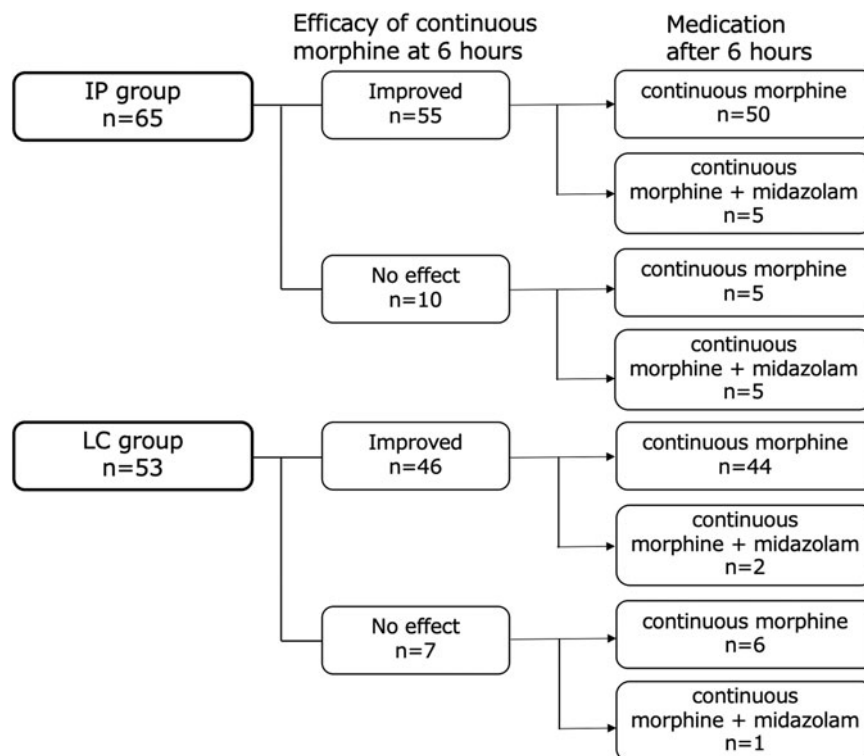 Efficacy of continuous
morphine at 6 hours
Medication
after 6 hours
IP group
n=65
Improved
n=55
continuous morphine
n=50
continuous
morphine + midazolam
n=5
No effect
n=10
continuous morphine
n=5
continuous
morphine + midazolam
n=5
LC group
n=53
Improved
n=46
continuous morphine
n=44
continuous
morphine + midazolam
n=2
No effect
n=7
continuous morphine
n=6
continuous
morphine + midazolam
n=1